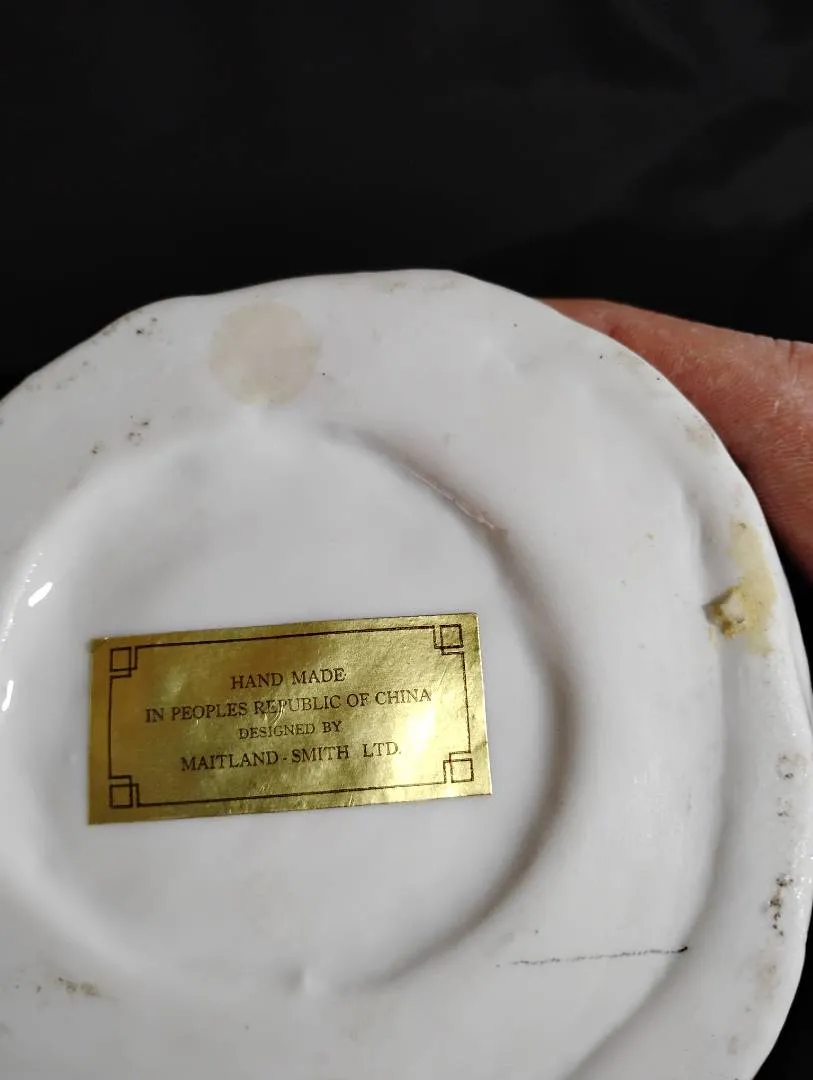 HAND MADE
IN PEOPLES REPUBLIC OF CHINA
DESIGNED BY
MAITLAND-SMITH LTD.